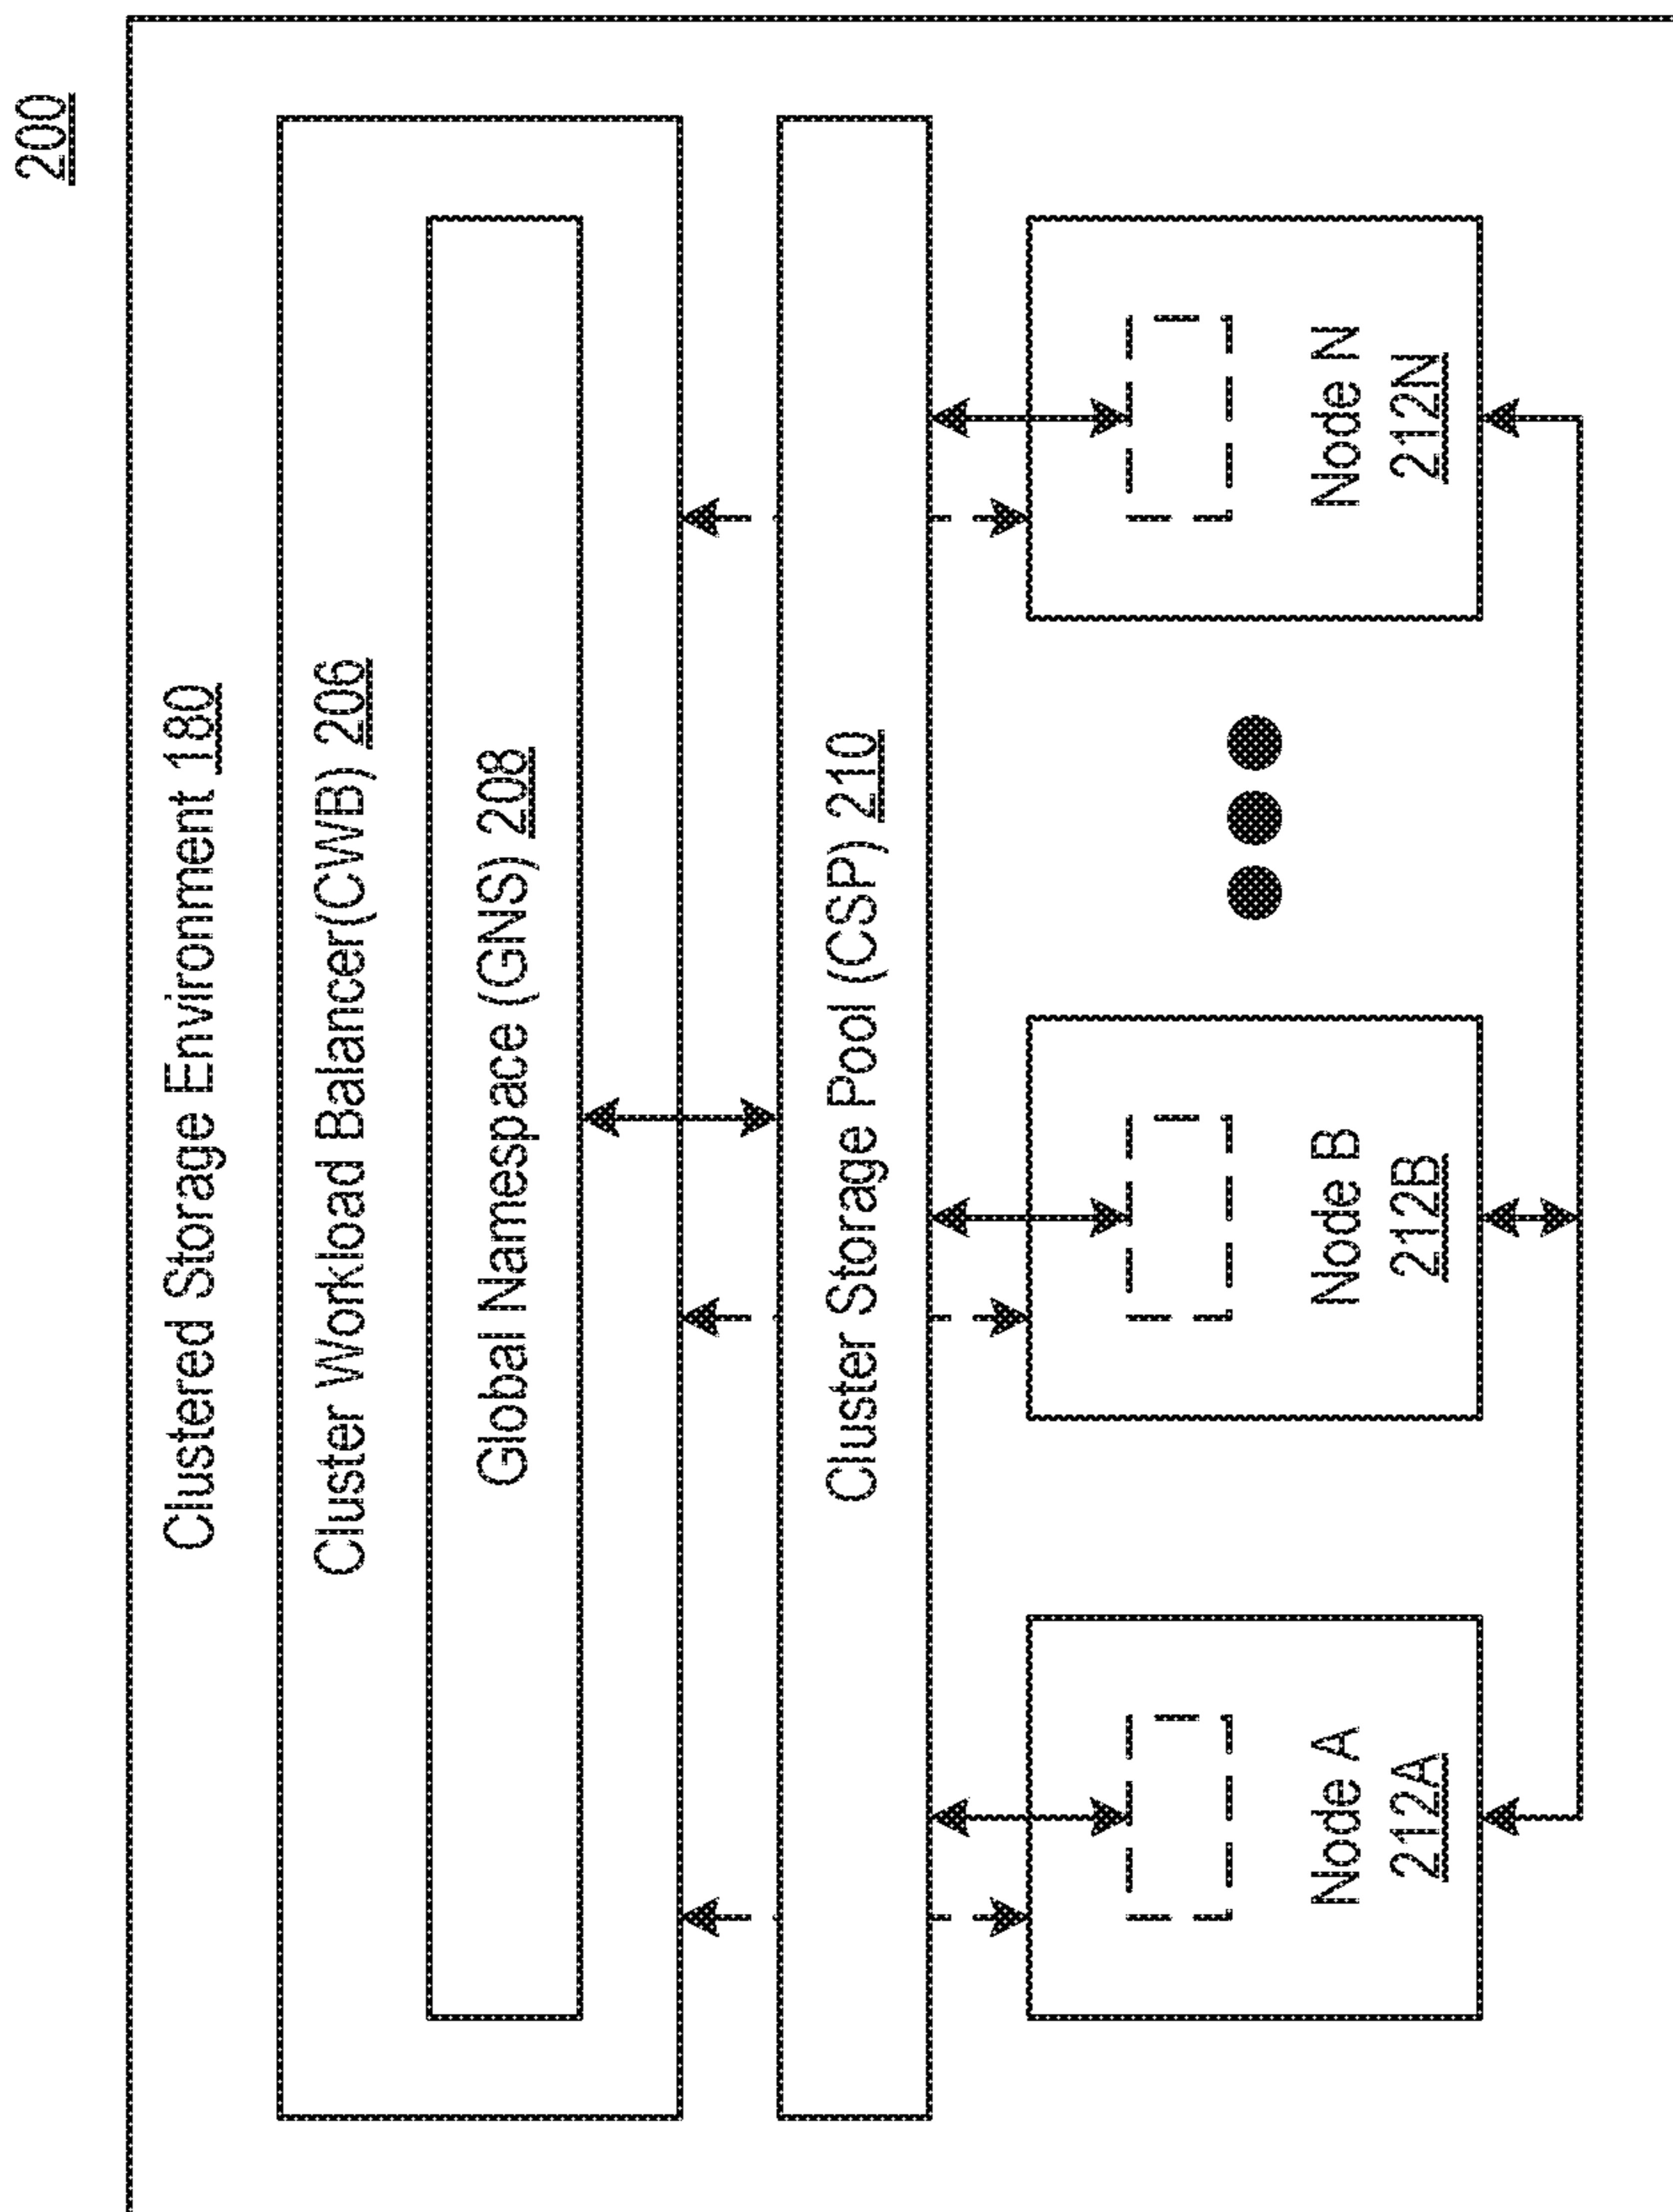 200
Clustered Storage Environment 180
Cluster Workload Balancer(CWB) 206
Global Namespace (GNS) 208
Cluster Storage Pool (CSP) 210
Node A
212A
Node B
212B
Node N
212N